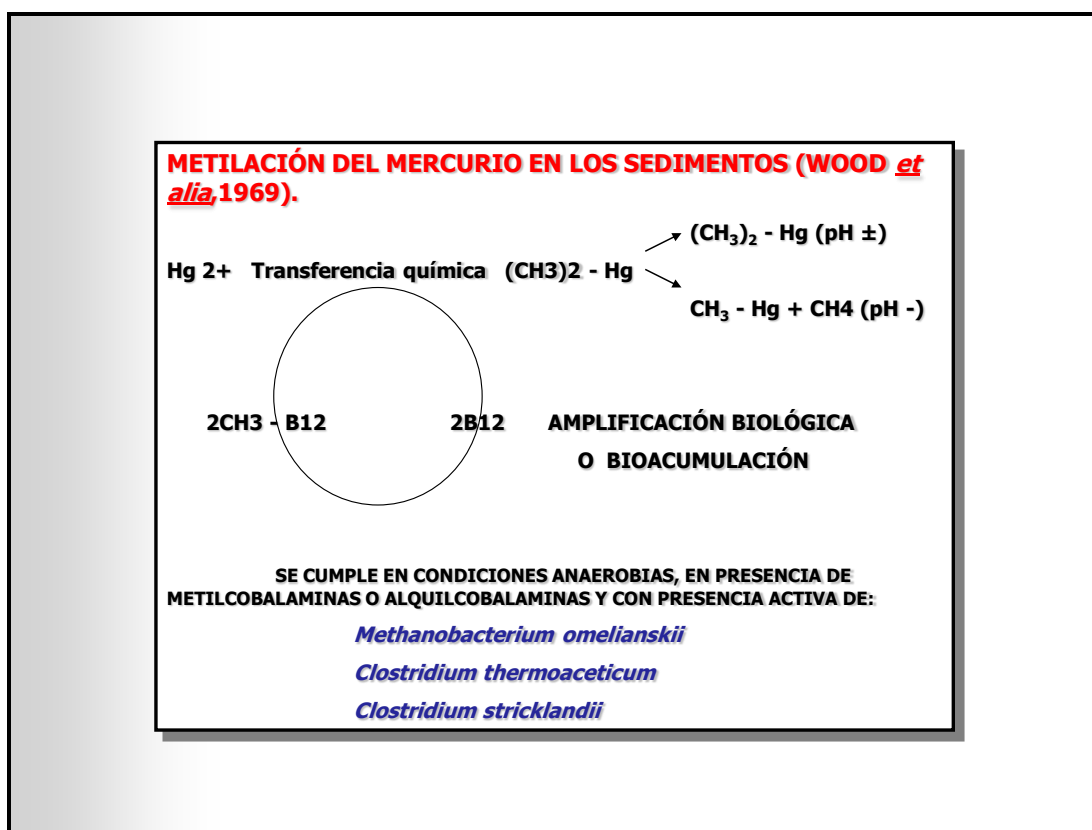 METILACIÓN DEL MERCURIO EN LOS SEDIMENTOS (WOOD et
alia,1969).
(CH₃)₂ - Hg (pH ±)
Hg 2+ Transferencia química (CH3)2 - Hg
CH₃ - Hg + CH4 (pH -)
2CH3 - B12 2B12 AMPLIFICACIÓN BIOLÓGICA
O BIOACUMULACIÓN
SE CUMPLE EN CONDICIONES ANAEROBIAS, EN PRESENCIA DE
METILCOBALAMINAS O ALQUILCOBALAMINAS Y CON PRESENCIA ACTIVA DE:
Methanobacterium omelianskii
Clostridium thermoaceticum
Clostridium stricklandii